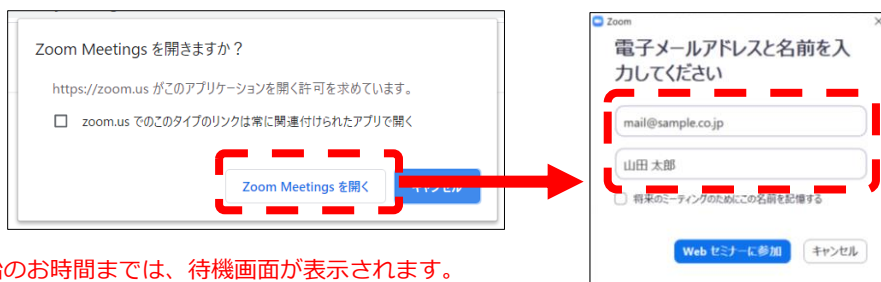 Zoom Meetings を開きますか？
https://zoom.us がこのアプリケーションを開く許可を求めています。
zoom.us でのこのタイプのリンクは常に関連付けられたアプリで開く
Zoom Meetings を開く
キャンセル
Zoom
電子メールアドレスと名前を入
力してください
mail@sample.co.jp
山田 太郎
将来のミーティングのためにこの名前を記憶する
Web セミナーに参加
キャンセル
のお時間までは、待機画面が表示されます。